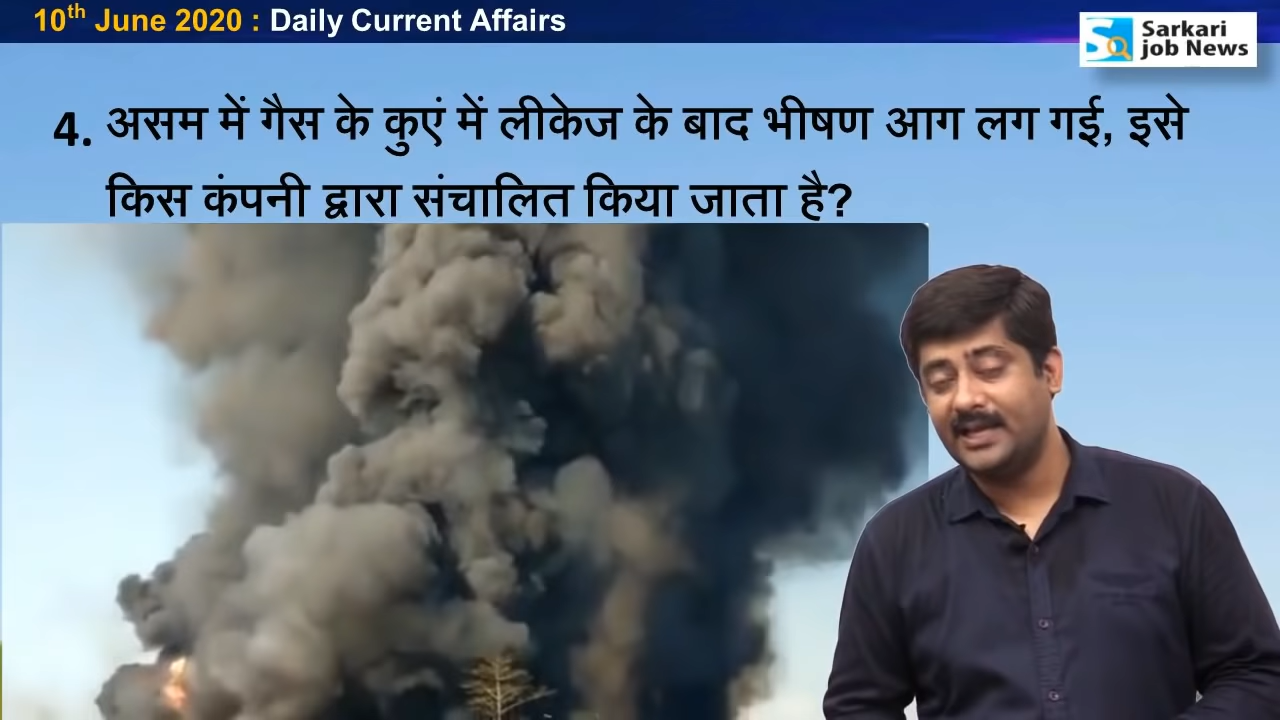 10th June 2020 : Daily Current Affairs
Sarkari
job News
4. असम में गैस के कुएं में लीकेज के बाद भीषण आग लग गई, इसे
किस कंपनी द्वारा संचालित किया जाता है?